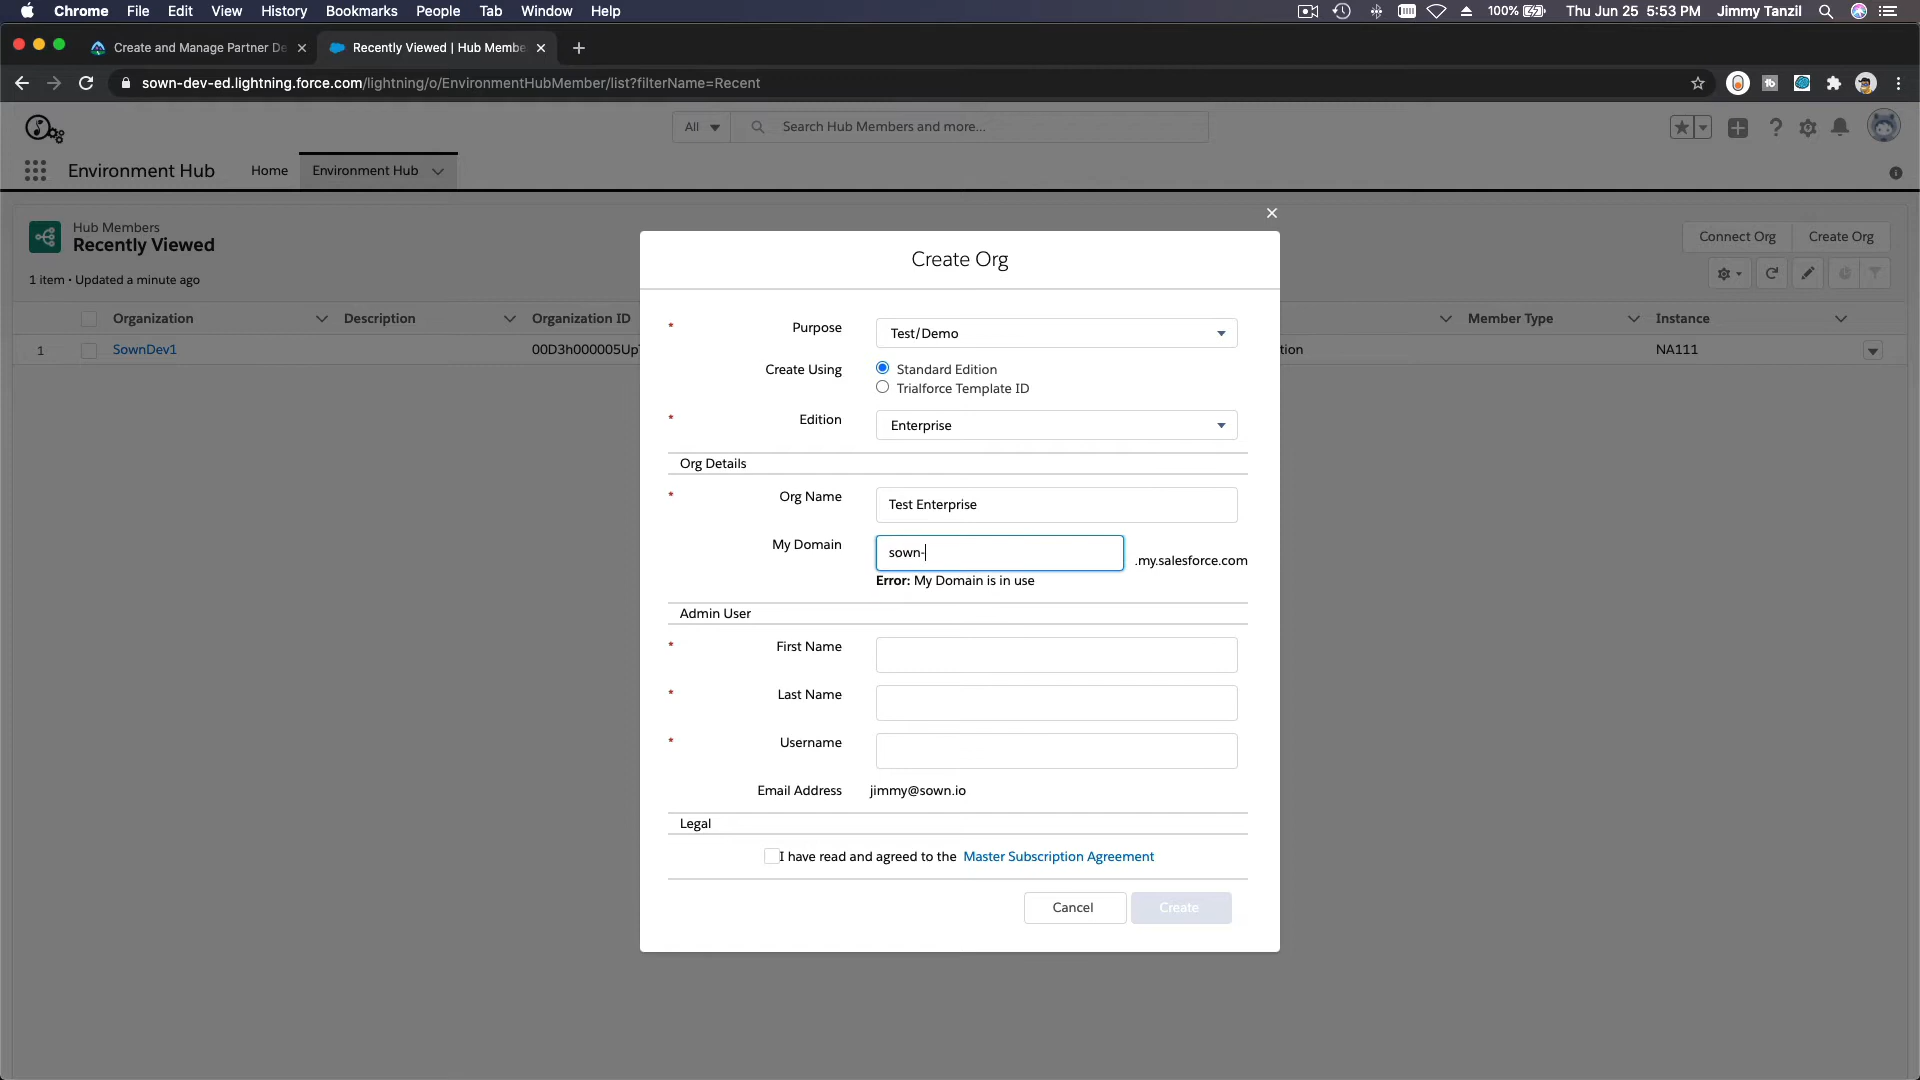 Chrome File Edit View History Bookmarks People Tab Window Help 100% Thu Jun 25 5:53 PM Jimmy Tanzil
Create and Manage Partner De
Recently Viewed | Hub Membe
sown-dev-ed.lightning.force.com/lightning/o/EnvironmentHubMember/list?filterName=Recent
All Search Hub Members and more...
Environment Hub Home Environment Hub
Hub Members
Recently Viewed
Connect Org Create Org
1 item • Updated a minute ago
Organization Description Organization ID Member Type Instance
1 SownDev1 00D3h000005Up tion NA111
Create Org
* Purpose Test/Demo
Create Using Standard Edition
Trialforce Template ID
* Edition Enterprise
Org Details
* Org Name Test Enterprise
My Domain sown- .my.salesforce.com
Error: My Domain is in use
Admin User
* First Name
* Last Name
* Username
Email Address jimmy@sown.io
Legal
I have read and agreed to the Master Subscription Agreement
Cancel Create